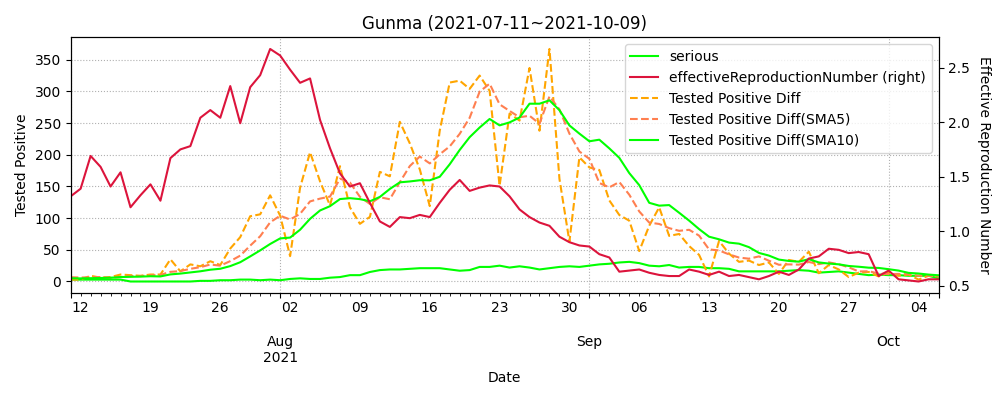 Gunma (2021-07-11~2021-10-09)
serious
effectiveReproductionNumber (right)
Tested Positive Diff
Tested Positive Diff(SMA5)
Tested Positive Diff(SMA10)
Tested Positive
350
300
250
200
150
100
50
0
Effective Reproduction Number
2.5
2.0
1.5
1.0
0.5
12 19 26 02 09 16 23 30 06 13 20 27 04
Aug Sep Oct
2021
Date